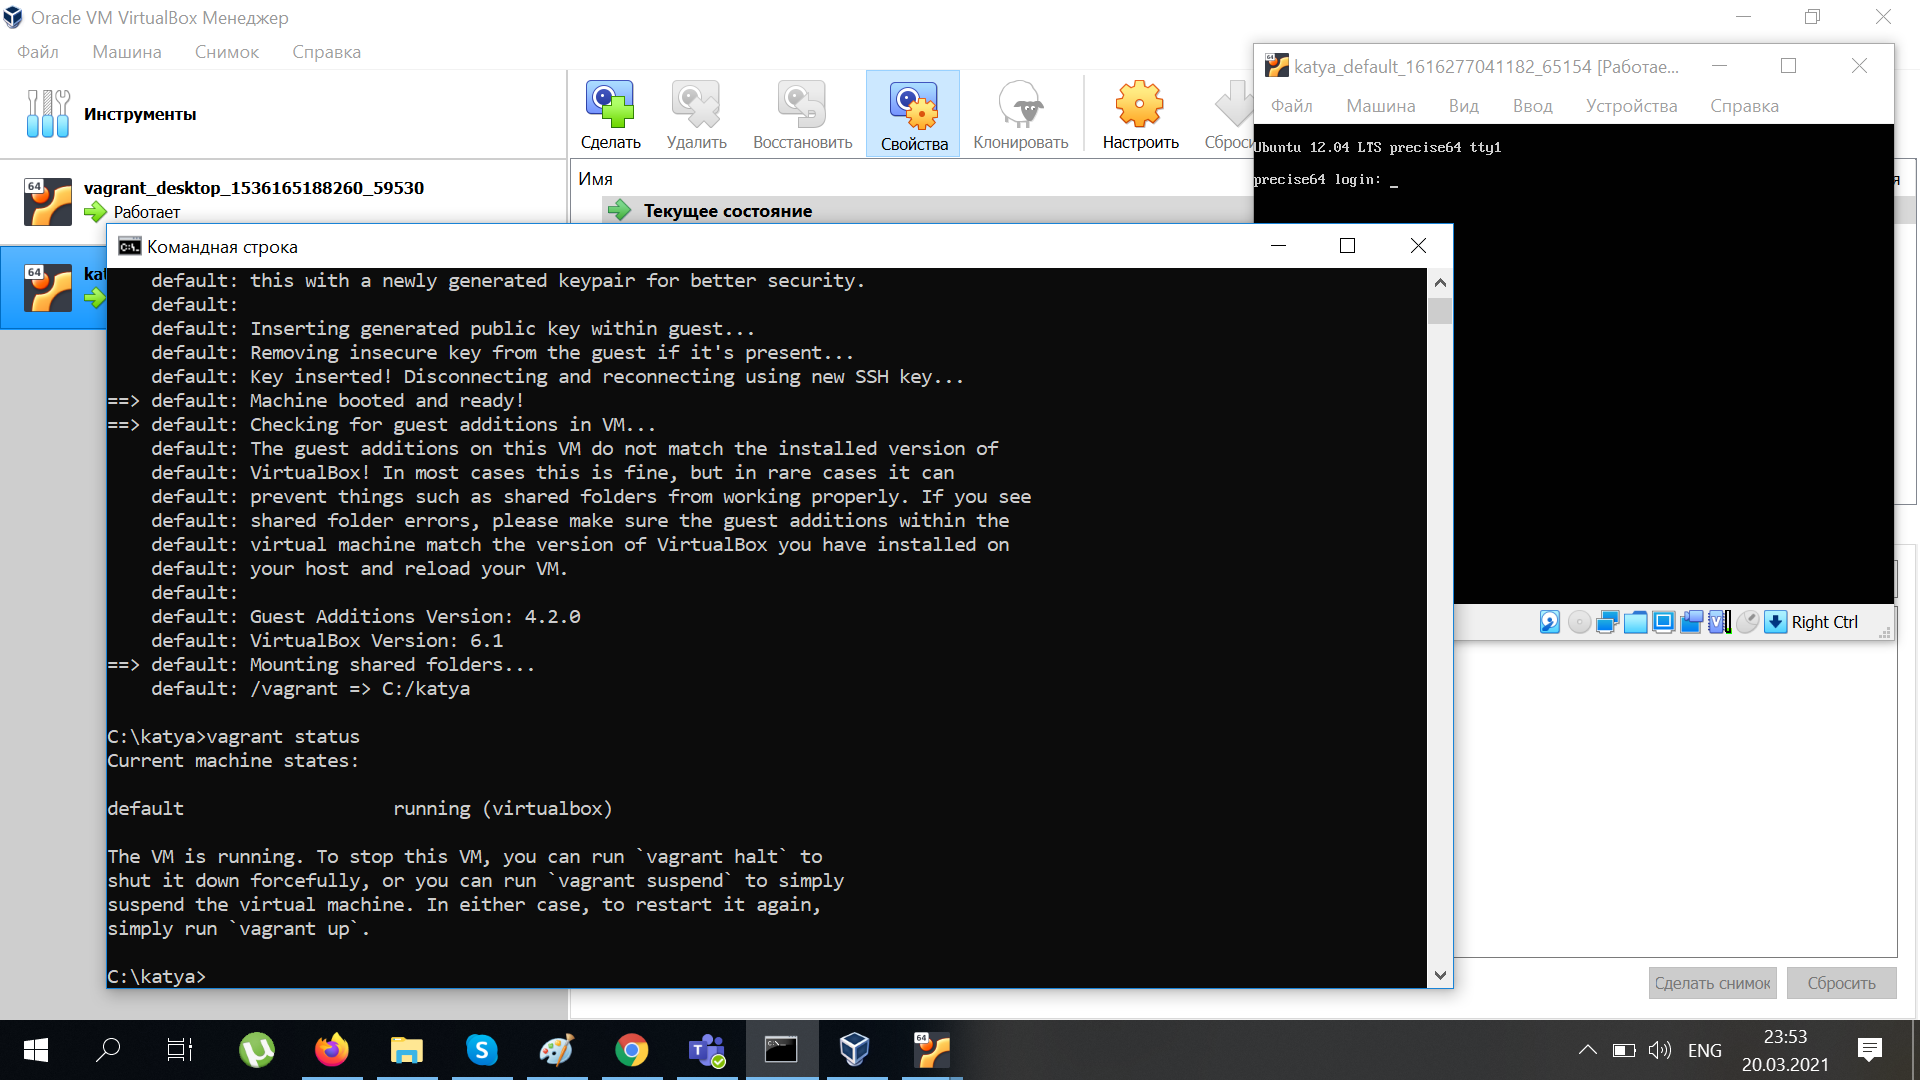 Oracle VM VirtualBox Менеджер
Файл Машина Снимок Справка
Инструменты
Сделать Удалить Восстановить Свойства Клонировать Настроить
64 vagrant_desktop_1536165188260_59530
Работает
64
Имя
Текущее состояние
katya_default_1616277041182_65154 [Работае...
Файл Машина Вид Ввод Устройства Справка
Ubuntu 12.04 LTS precise64 tty1
precise64 login: _
Right Ctrl
Командная строка
default: this with a newly generated keypair for better security.
default:
default: Inserting generated public key within guest...
default: Removing insecure key from the guest if it's present...
default: Key inserted! Disconnecting and reconnecting using new SSH key...
==> default: Machine booted and ready!
==> default: Checking for guest additions in VM...
default: The guest additions on this VM do not match the installed version of
default: VirtualBox! In most cases this is fine, but in rare cases it can
default: prevent things such as shared folders from working properly. If you see
default: shared folder errors, please make sure the guest additions within the
default: virtual machine match the version of VirtualBox you have installed on
default: your host and reload your VM.
default:
default: Guest Additions Version: 4.2.0
default: VirtualBox Version: 6.1
==> default: Mounting shared folders...
default: /vagrant => C:/katya
C:\katya>vagrant status
Current machine states:
default running (virtualbox)
The VM is running. To stop this VM, you can run `vagrant halt` to
shut it down forcefully, or you can run `vagrant suspend` to simply
suspend the virtual machine. In either case, to restart it again,
simply run `vagrant up`.
C:\katya>
Сделать снимок Сбросить
ENG
23:53
20.03.2021